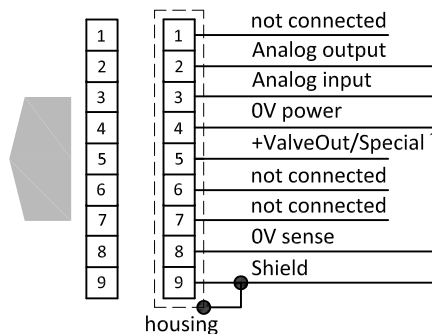 1 1 not connected
2 2 Analog output
3 3 Analog input
4 4 0V power
5 5 +ValveOut/Special
6 6 not connected
7 7 not connected
8 8 0V sense
9 9 Shield
housing